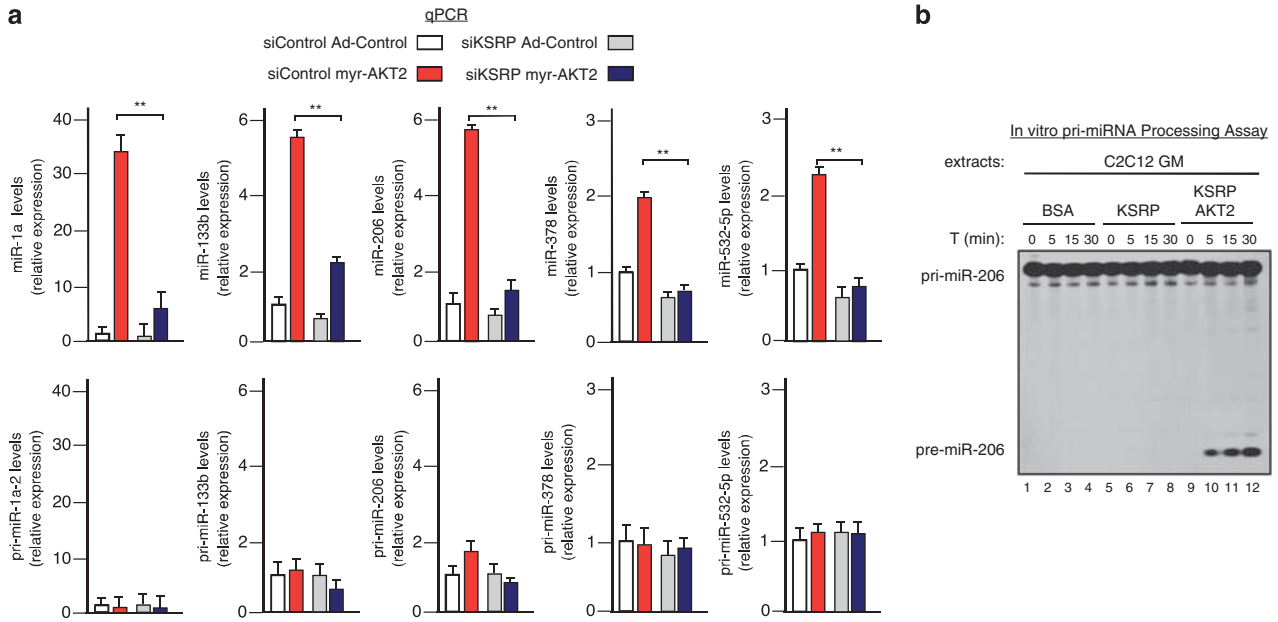 a
qPCR
siControl Ad-Control
siKSRP Ad-Control
siControl myr-AKT2
siKSRP myr-AKT2
miR-1a levels
(relative expression)
40
30
20
10
0
**
miR-133b levels
(relative expression)
6
4
2
0
**
miR-206 levels
(relative expression)
6
4
2
0
**
miR-378 levels
(relative expression)
3
2
1
0
**
miR-532-5p levels
(relative expression)
3
2
1
0
**
pri-miR-1a-2 levels
(relative expression)
40
30
20
10
0
pri-miR-133b levels
(relative expression)
6
4
2
0
pri-miR-206 levels
(relative expression)
6
4
2
0
pri-miR-378 levels
(relative expression)
3
2
1
0
pri-miR-532-5p levels
(relative expression)
3
2
1
0
b
In vitro pri-miRNA Processing Assay
extracts: C2C12 GM
BSA KSRP KSRP AKT2
T (min): 0 5 15 30 0 5 15 30 0 5 15 30
pri-miR-206
pre-miR-206
1 2 3 4 5 6 7 8 9 10 11 12